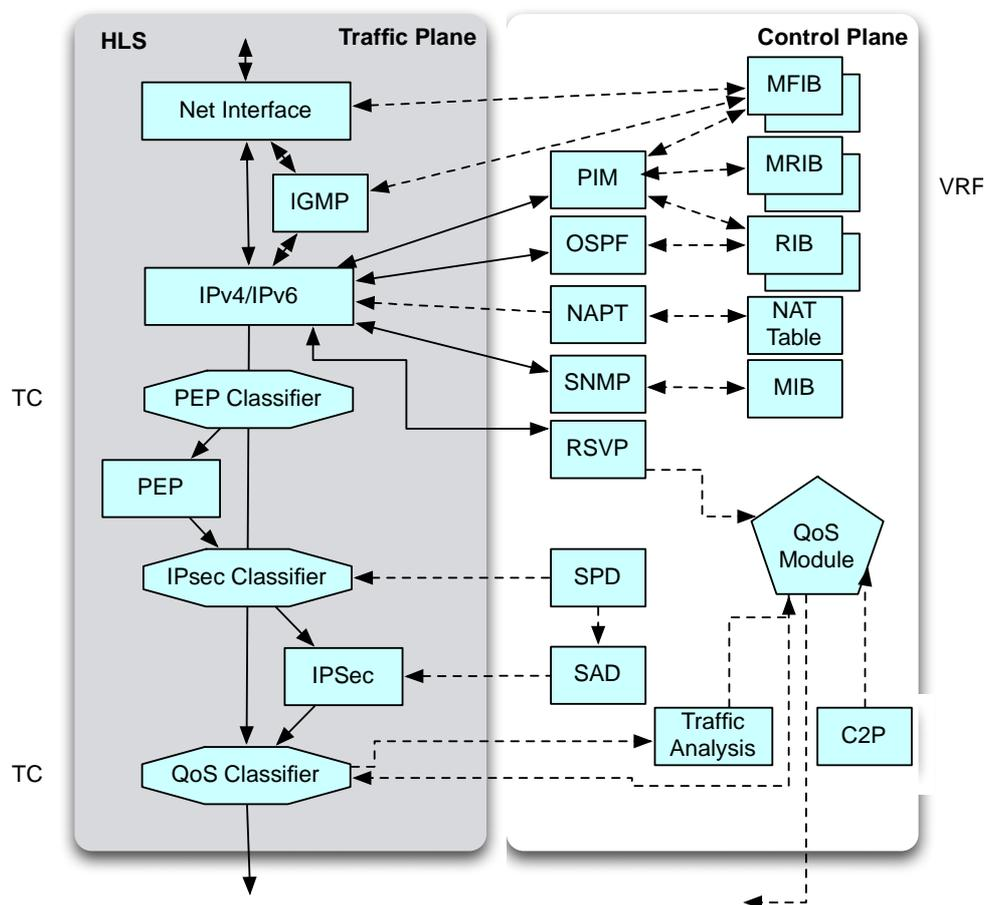 HLS
Traffic Plane
Control Plane
Net Interface
MFIB
IGMP
PIM
MRIB
VRF
OSPF
RIB
IPv4/IPv6
NAPT
NAT
Table
SNMP
MIB
TC
PEP Classifier
RSVP
PEP
QoS
Module
IPsec Classifier
SPD
IPSec
SAD
Traffic
Analysis
C2P
TC
QoS Classifier